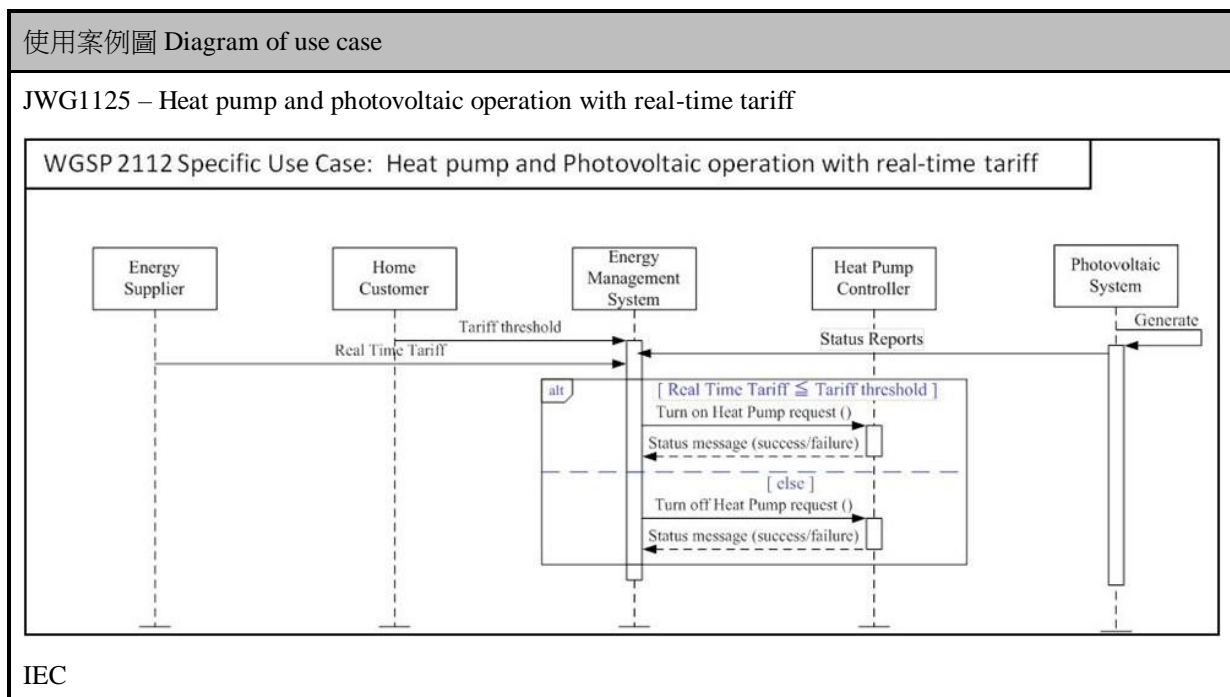 使用案例圖 Diagram of use case
JWG1125 – Heat pump and photovoltaic operation with real-time tariff
WGSP 2112 Specific Use Case: Heat pump and Photovoltaic operation with real-time tariff
Energy
Supplier
Home
Customer
Energy
Management
System
Heat Pump
Controller
Photovoltaic
System
Generate
Tariff threshold
Status Reports
Real Time Tariff
alt
[ Real Time Tariff ≦ Tariff threshold ]
Turn on Heat Pump request ()
Status message (success/failure)
[ else ]
Turn off Heat Pump request ()
Status message (success/failure)
IEC